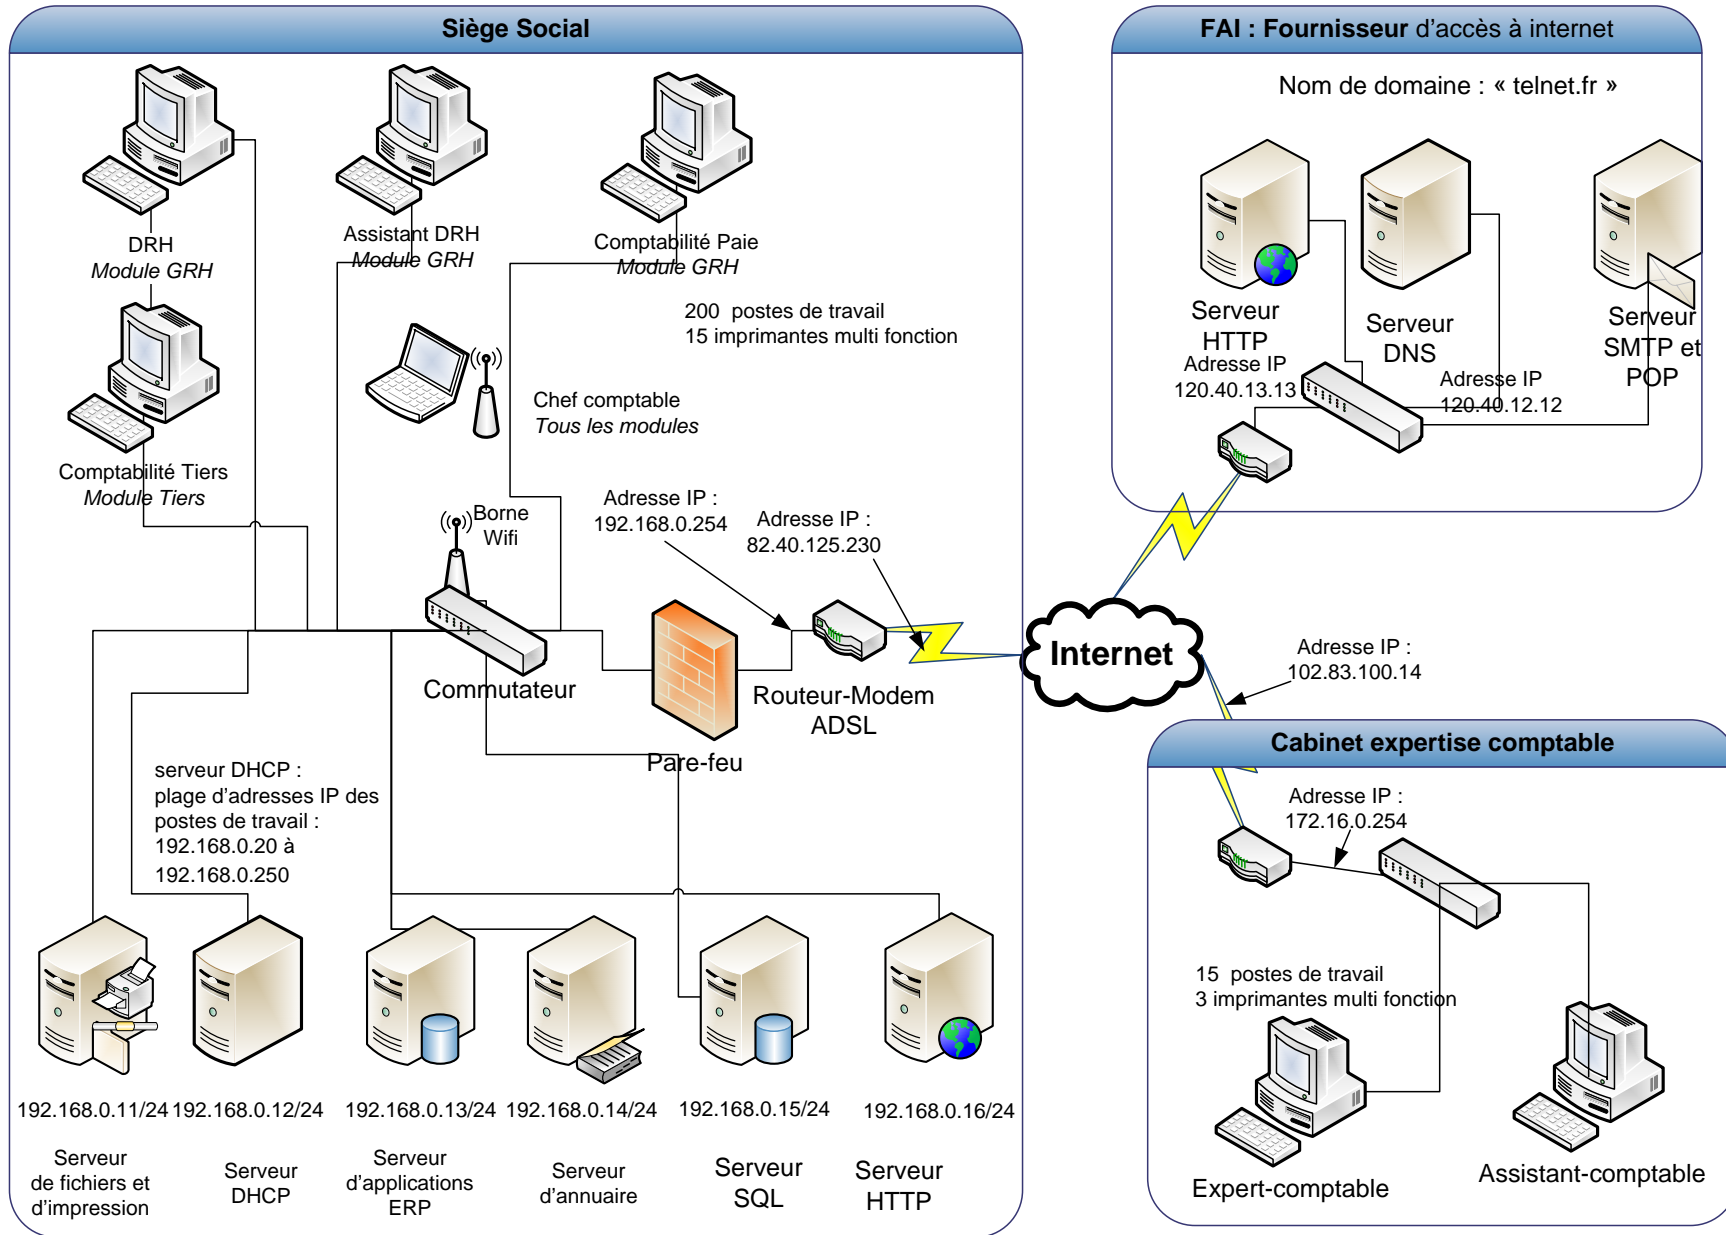 Siège Social
DRH
Module GRH
Assistant DRH
Module GRH
Comptabilité Paie
Module GRH
200 postes de travail
15 imprimantes multi fonction
Chef comptable
Tous les modules
Comptabilité Tiers
Module Tiers
Borne
Wifi
Adresse IP :
192.168.0.254
Adresse IP :
82.40.125.230
Commutateur
Pare-feu
Routeur-Modem
ADSL
serveur DHCP :
plage d'adresses IP des
postes de travail :
192.168.0.20 à
192.168.0.250
192.168.0.11/24
192.168.0.12/24
192.168.0.13/24
192.168.0.14/24
192.168.0.15/24
192.168.0.16/24
Serveur
de fichiers et
d'impression
Serveur
DHCP
Serveur
d'applications
ERP
Serveur
d'annuaire
Serveur
SQL
Serveur
HTTP
Internet
FAI : Fournisseur d'accès à internet
Nom de domaine : « telnet.fr »
Serveur
HTTP
Adresse IP
120.40.13.13
Serveur
DNS
Adresse IP
120.40.12.12
Serveur
SMTP et
POP
Adresse IP :
102.83.100.14
Cabinet expertise comptable
Adresse IP :
172.16.0.254
15 postes de travail
3 imprimantes multi fonction
Expert-comptable
Assistant-comptable